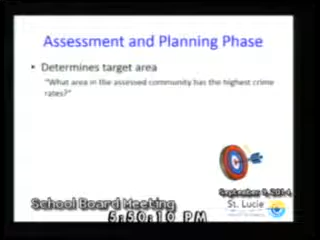 Assessment and Planning Phase
• Determines target area
"What area in the assessed community has the highest crime
rates?"
September 9, 2014
St. Lucie
School Board Meeting
5:50:10 PM